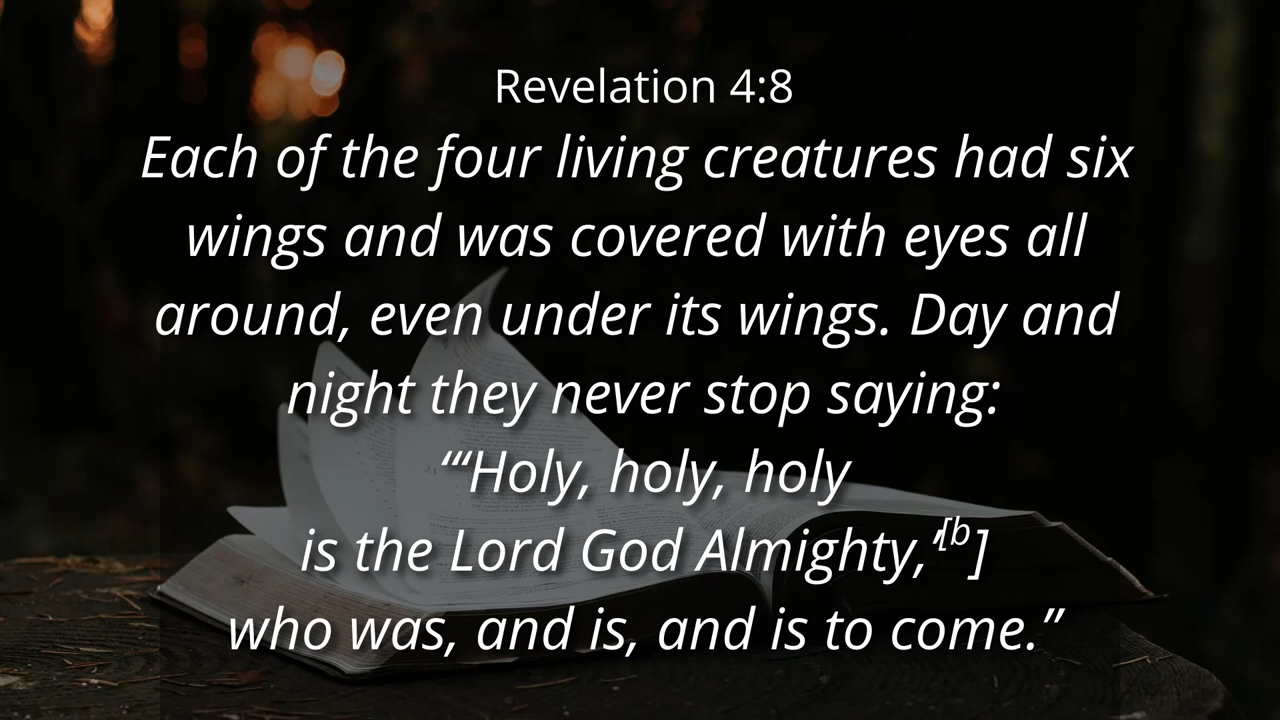 Revelation 4:8
Each of the four living creatures had six
wings and was covered with eyes all
around, even under its wings. Day and
night they never stop saying:
“‘Holy, holy, holy
is the Lord God Almighty,’[b]
who was, and is, and is to come.”